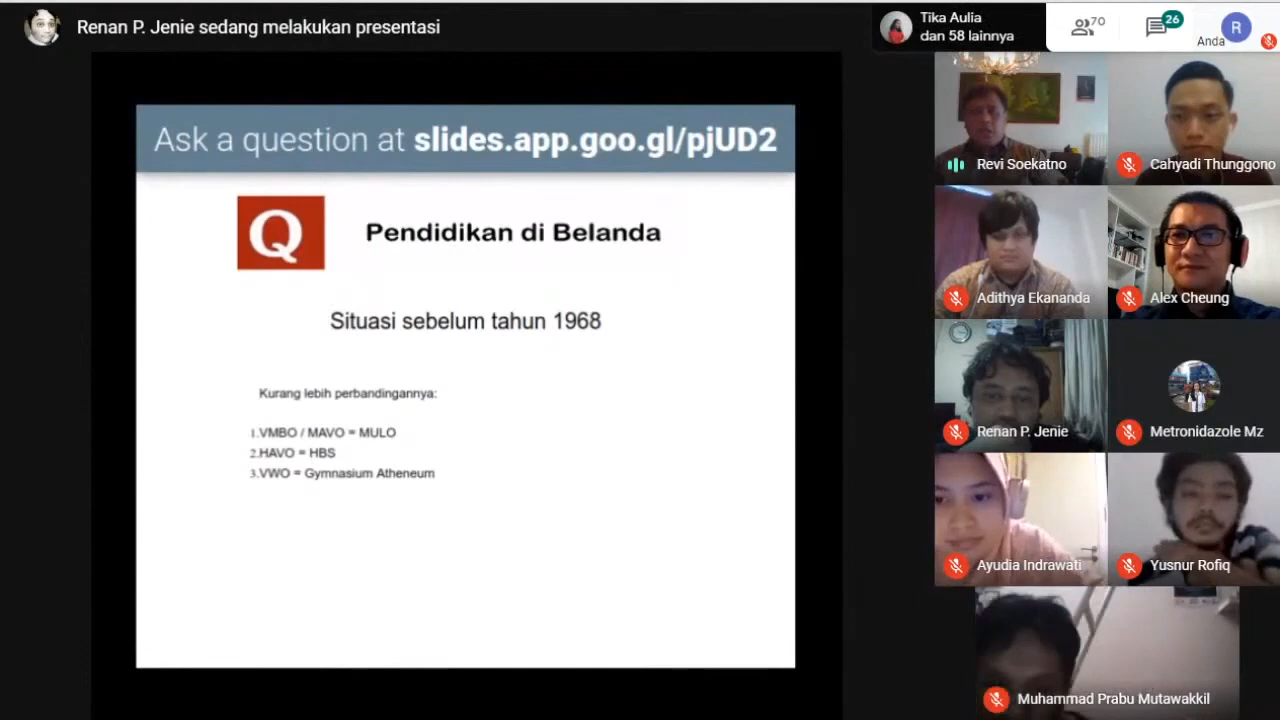 Renan P. Jenie sedang melakukan presentasi
Tika Aulia
dan 58 lainnya
70
26
R
Anda
Ask a question at slides.app.goo.gl/pjUD2
Q
Pendidikan di Belanda
Situasi sebelum tahun 1968
Kurang lebih perbandingannya:
1.VMBO / MAVO = MULO
2.HAVO = HBS
3.VWO = Gymnasium Atheneum
Revi Soekatno
Cahyadi Thunggono
Adithya Ekananda
Alex Cheung
Renan P. Jenie
Metronidazole Mz
Ayudia Indrawati
Yusnur Rofiq
Muhammad Prabu Mutawakkil